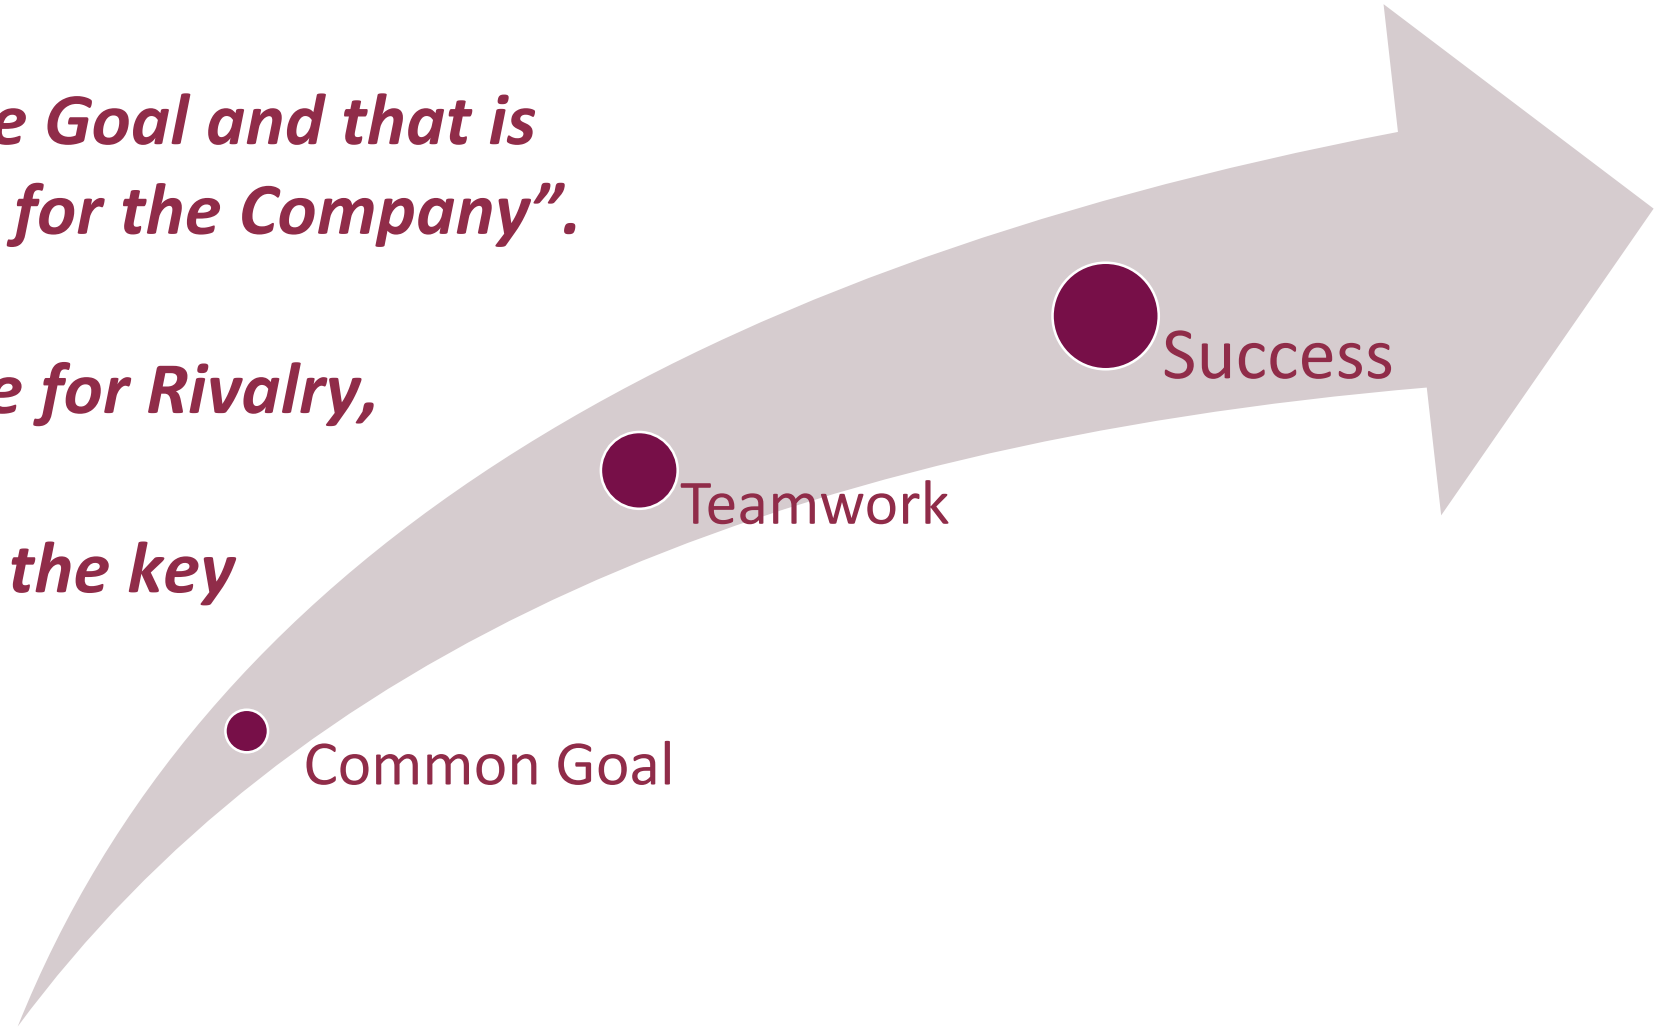 Goal and that is
for the Company”.
for Rivalry,
the key
Success
Teamwork
Common Goal